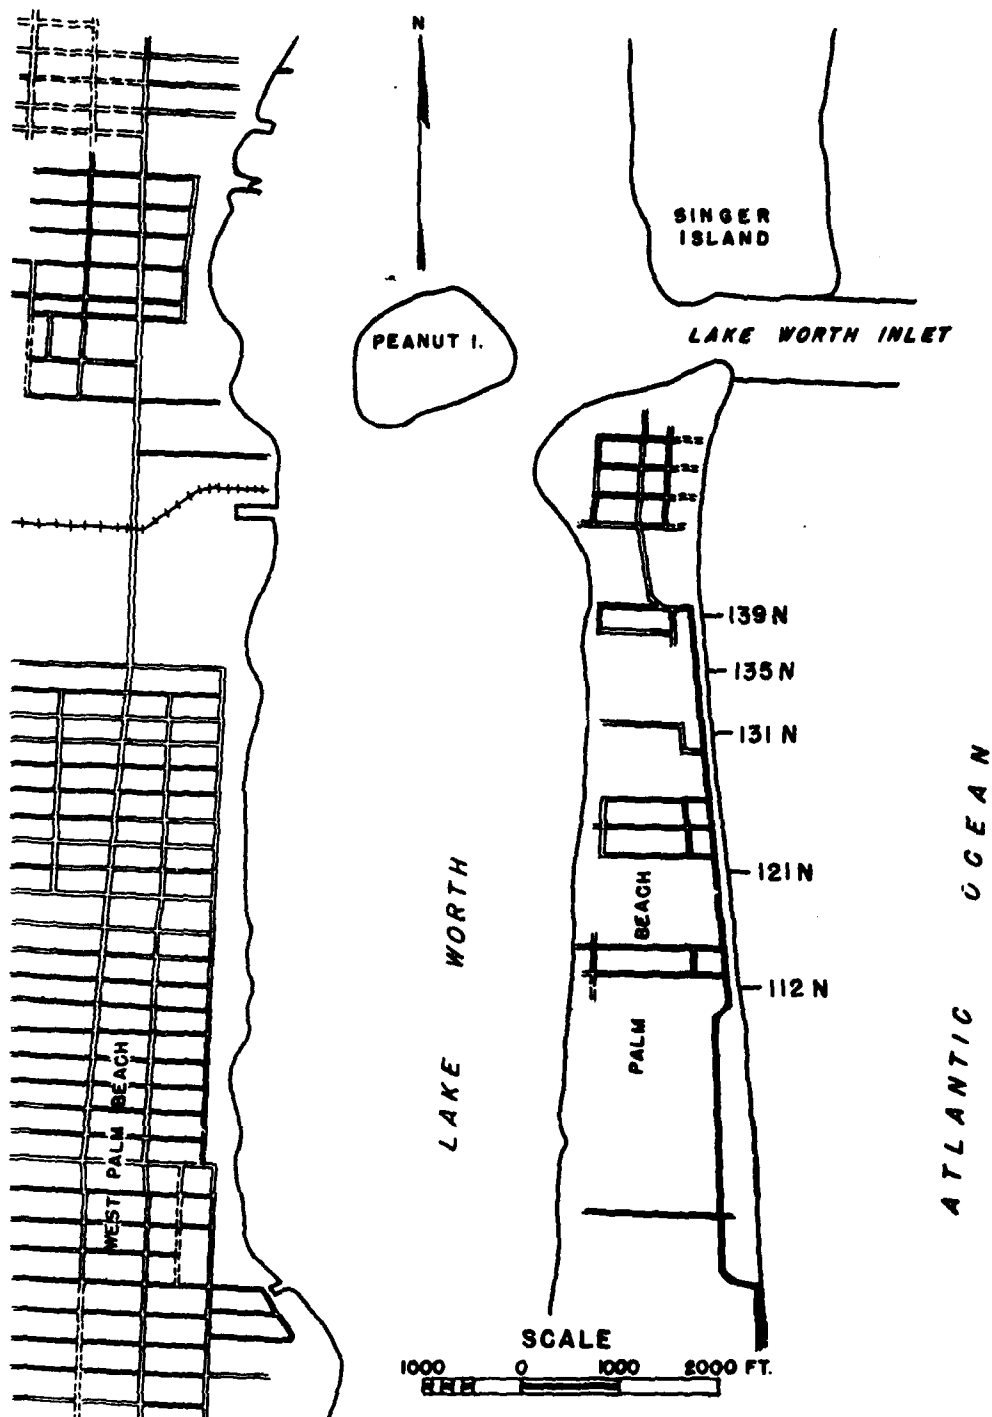 N
SINGER
ISLAND
PEANUT I.
LAKE WORTH INLET
139 N
135 N
131 N
121 N
112 N
PALM BEACH
LAKE WORTH
ATLANTIC OCEAN
WEST PALM BEACH
SCALE
1000 0 1000 2000 FT.